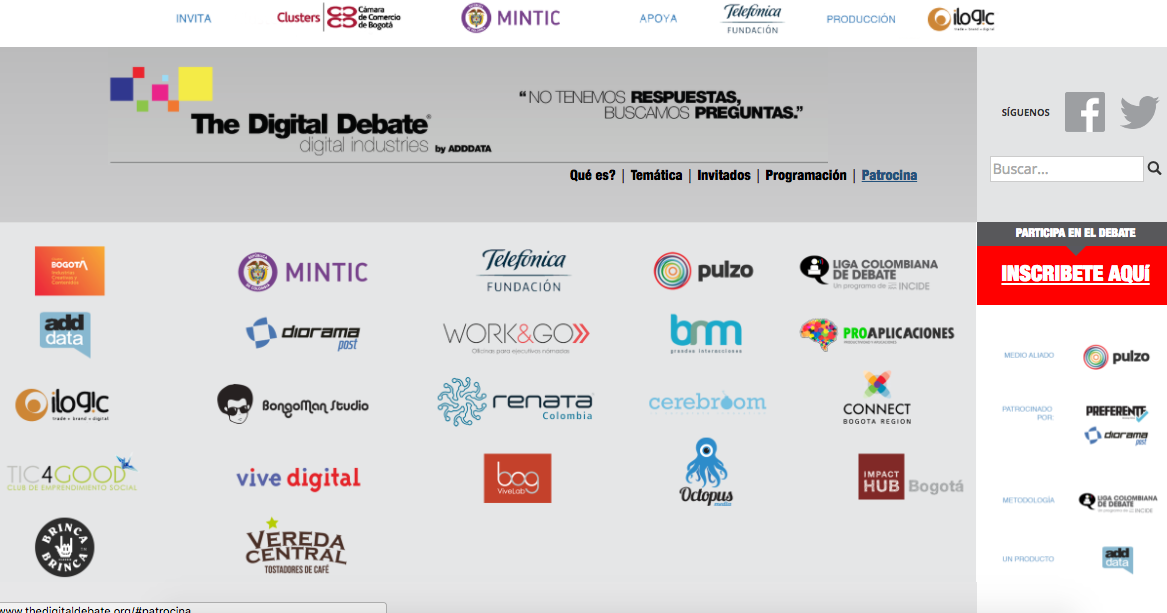 INVITA
Clusters
Cámara
de Comercio
de Bogotá
MINTIC
APOYA
Telefónica
FUNDACIÓN
PRODUCCIÓN
ilogic
trade + brand + digital
The Digital Debate®
digital industries by ADDDATA
“ NO TENEMOS RESPUESTAS,
BUSCAMOS PREGUNTAS.”
SÍGUENOS
Buscar...
Qué es? | Temática | Invitados | Programación | Patrocina
PARTICIPA EN EL DEBATE
INSCRIBETE AQUÍ
BOGOTÁ
Industrias
Creativas y
Contenidos
MINTIC
Telefónica
FUNDACIÓN
pulzo
LIGA COLOMBIANA
DE DEBATE
Un programa de INCIDE
add
data
diorama
post
WORK&GO
Oficinas para ejecutivos nómadas
brm
grandes interacciones
PROAPLICACIONES
ilogic
trade + brand + digital
BongoMan Studio
renata
Colombia
cerebroom
CONNECT
BOGOTA REGION
TIC4GOOD
CLUB DE EMPRENDIMIENTO SOCIAL
vive digital
bog
ViveLab
Octopus
media
IMPACT
HUB Bogotá
BRINCA
BRINCA
VEREDA
CENTRAL
TOSTADORES DE CAFÉ
MEDIO ALIADO
pulzo
PATROCINADO
POR:
PREFERENTE
diorama
post
METODOLOGÍA
LIGA COLOMBIANA
DE DEBATE
Un programa de INCIDE
UN PRODUCTO
add
data
www.thedigitaldebate.org/#patrocina